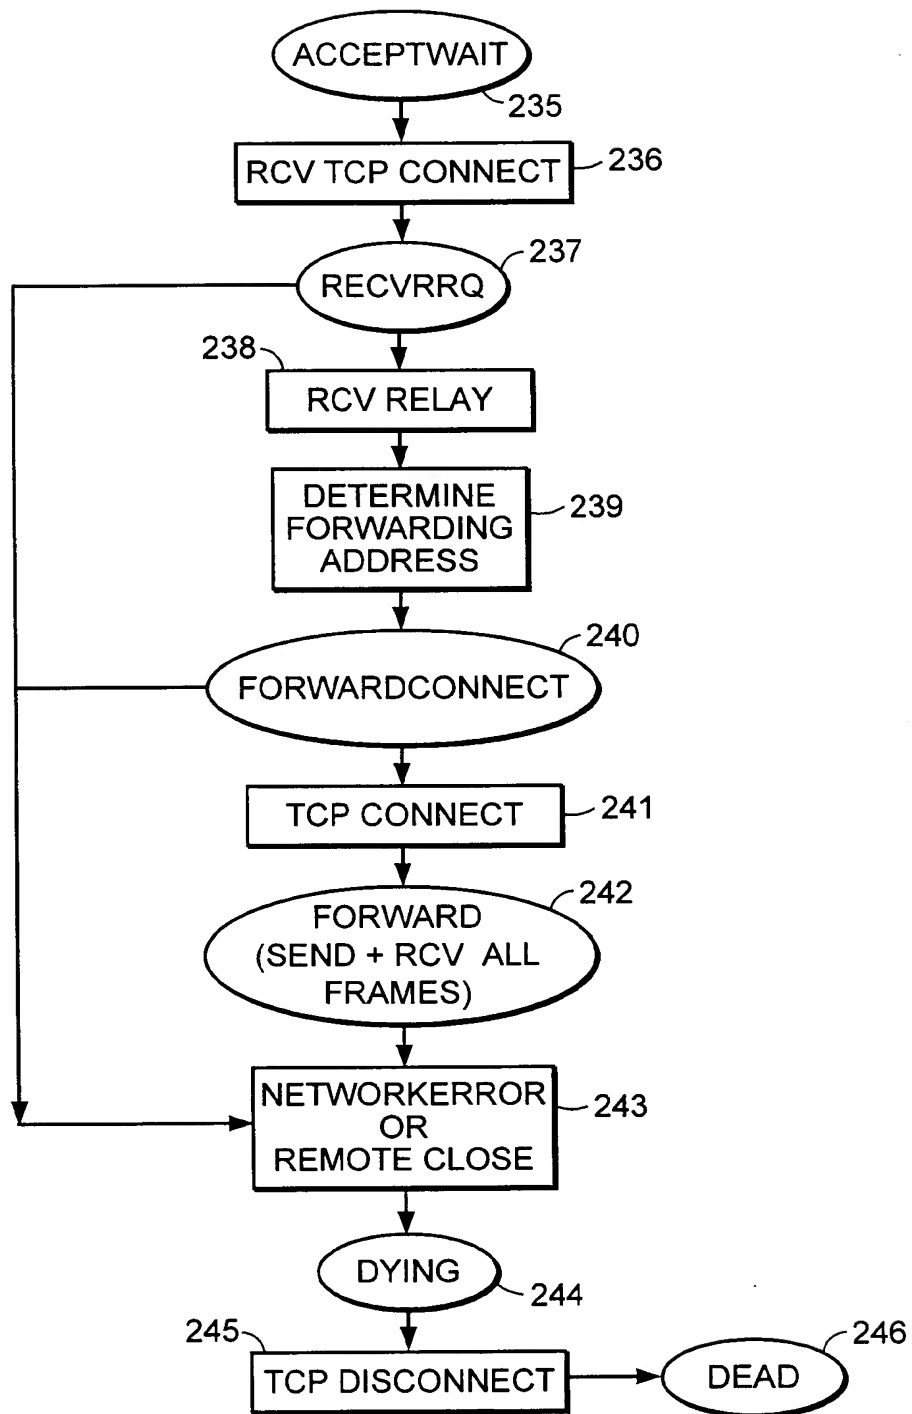 ACCEPTWAIT
235
RCV TCP CONNECT
236
RECVRRQ
237
238
RCV RELAY
DETERMINE
FORWARDING
ADDRESS
239
FORWARDCONNECT
240
TCP CONNECT
241
FORWARD
(SEND + RCV ALL
FRAMES)
242
NETWORKERROR
OR
REMOTE CLOSE
243
DYING
244
245
TCP DISCONNECT
DEAD
246